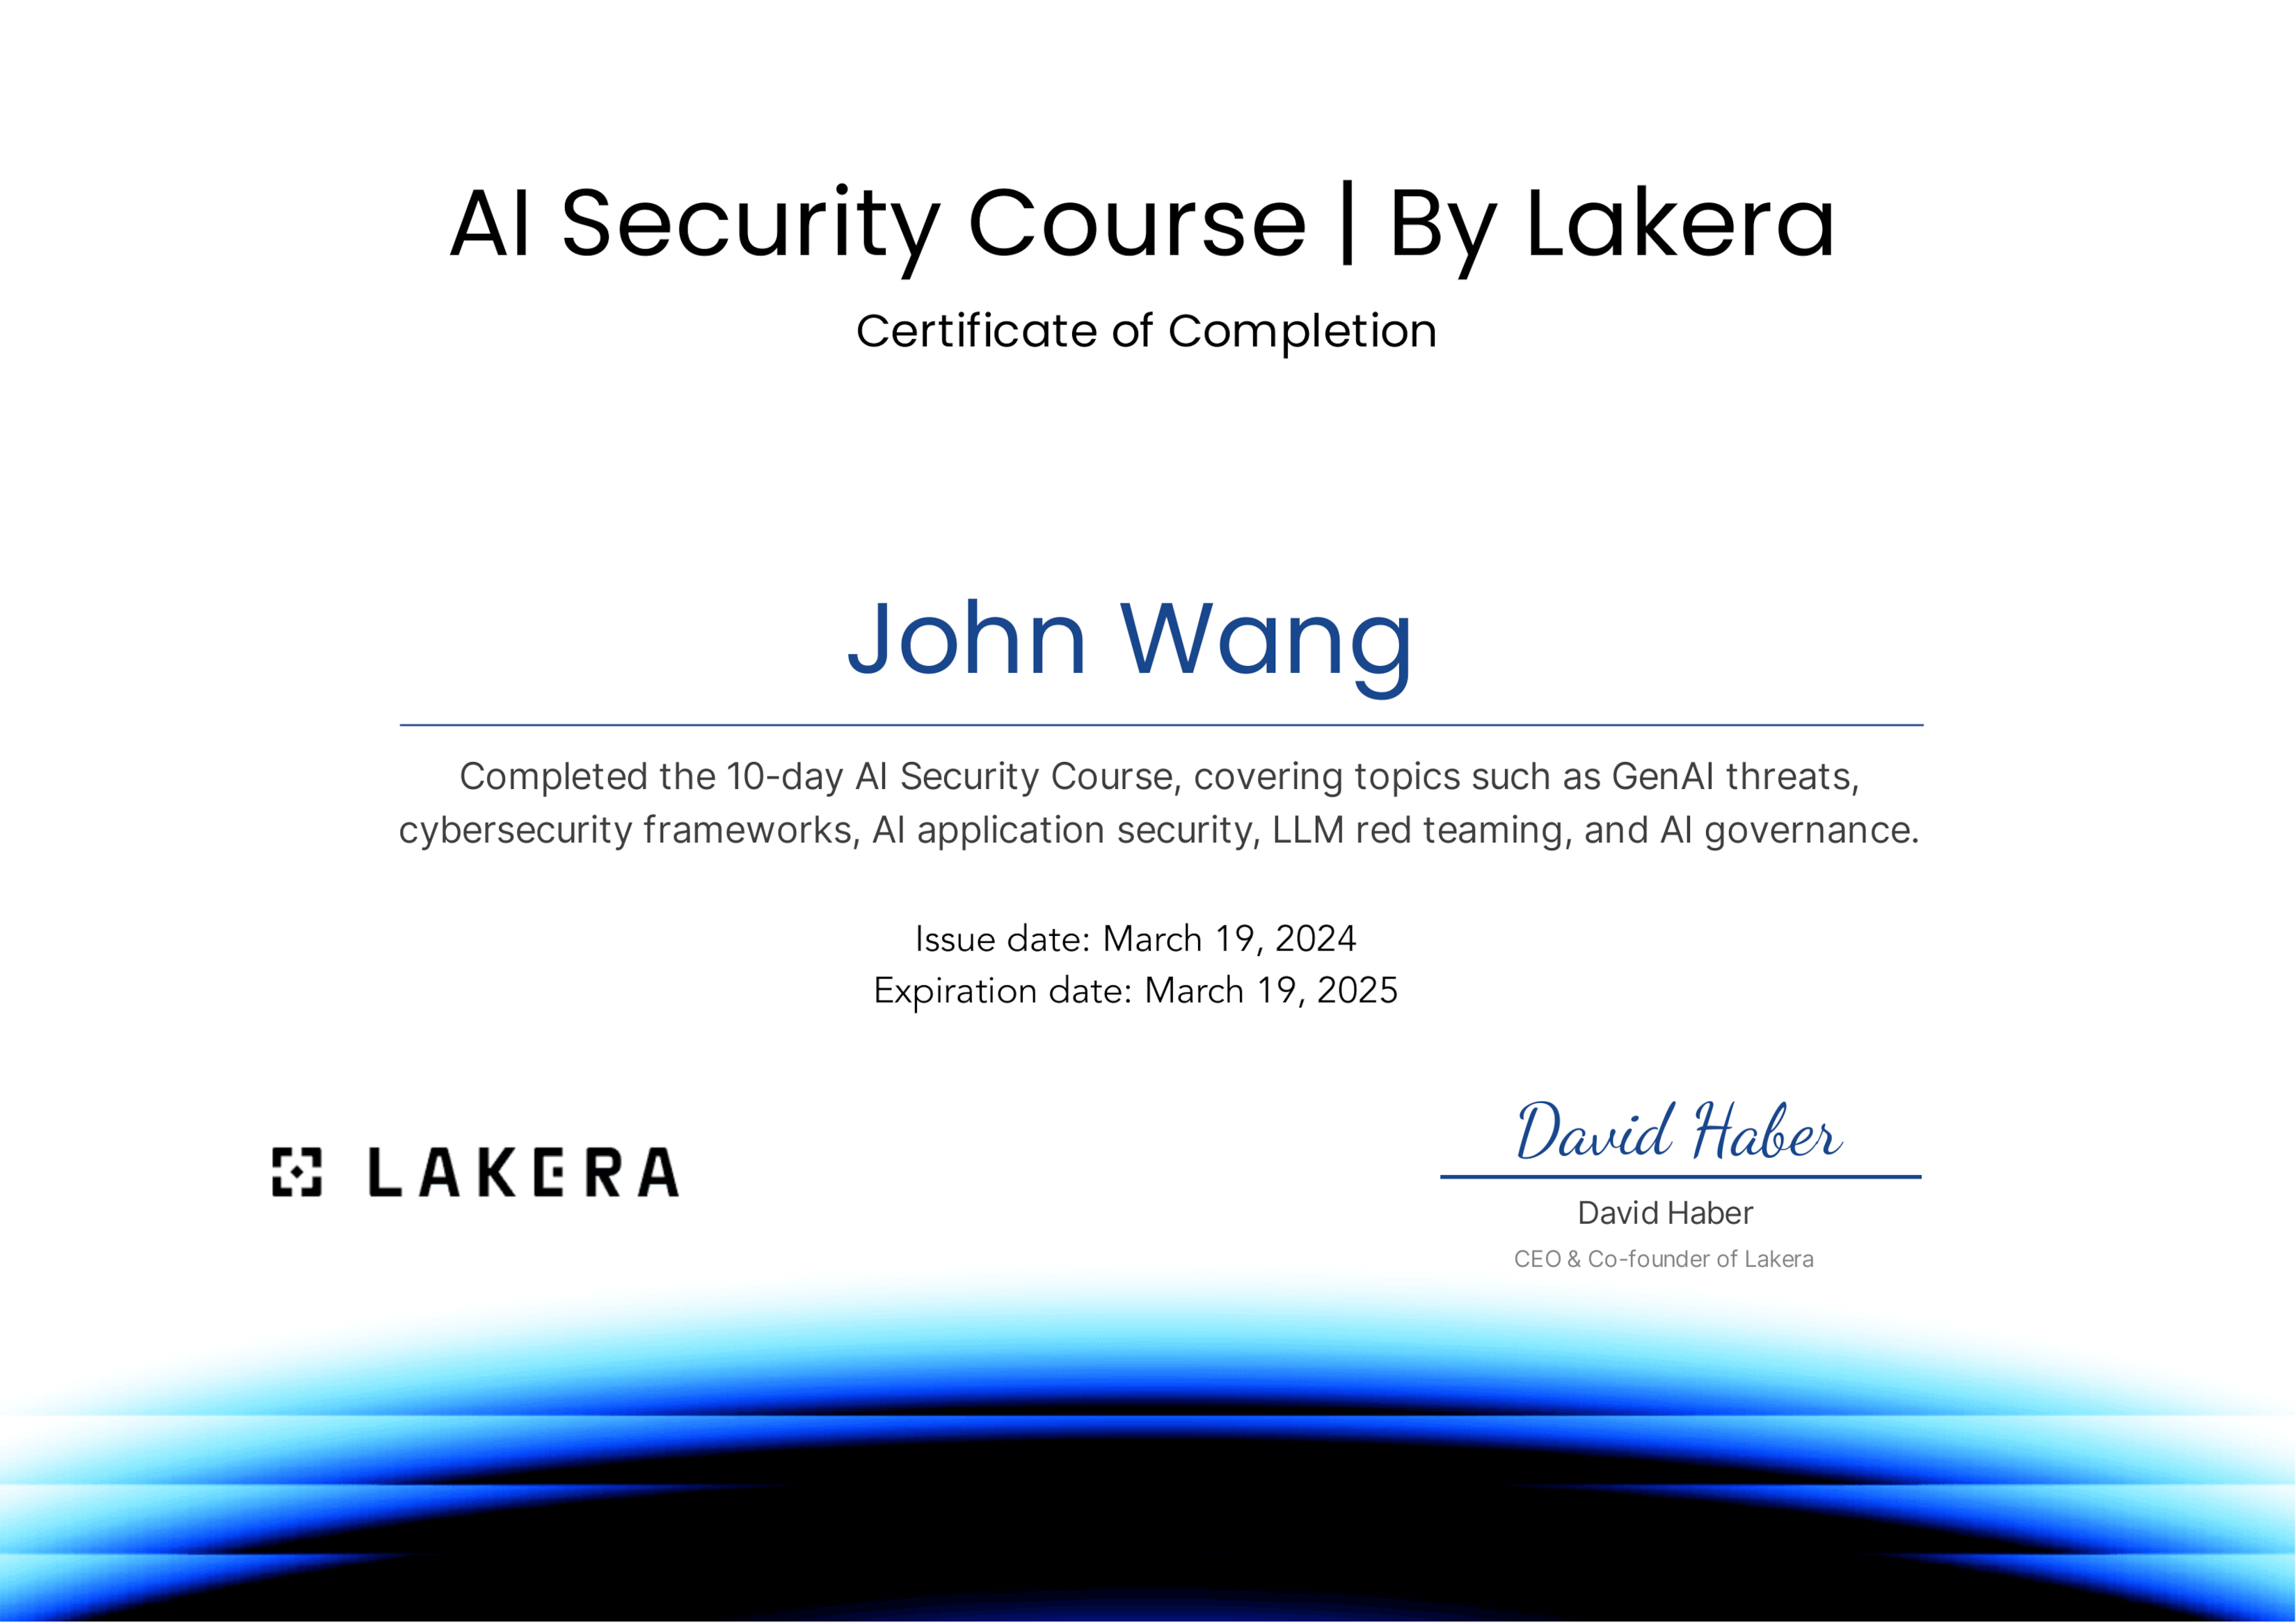 AI Security Course | By Lakera
Certificate of Completion
John Wang
Completed the 10-day AI Security Course, covering topics such as GenAI threats,
cybersecurity frameworks, AI application security, LLM red teaming, and AI governance.
Issue date: March 19, 2024
Expiration date: March 19, 2025
LAKERA
David Haber
David Haber
CEO & Co-founder of Lakera